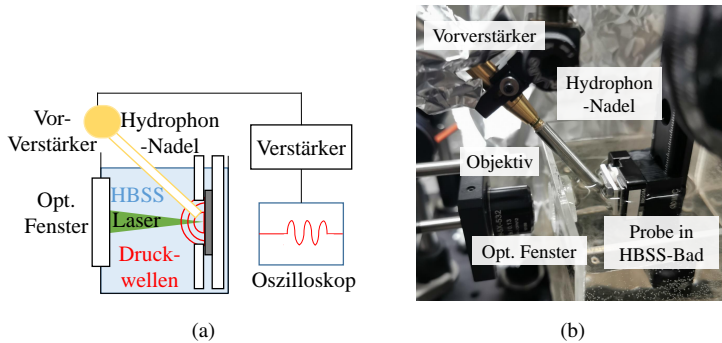 Vor-
Verstärker
Hydrophon
-Nadel
Verstärker
Opt.
Fenster
HBSS
Laser
Druck-
wellen
Oszilloskop
(a)
Vorverstärker
Hydrophon
-Nadel
Objektiv
Opt. Fenster
Probe in
HBSS-Bad
(b)